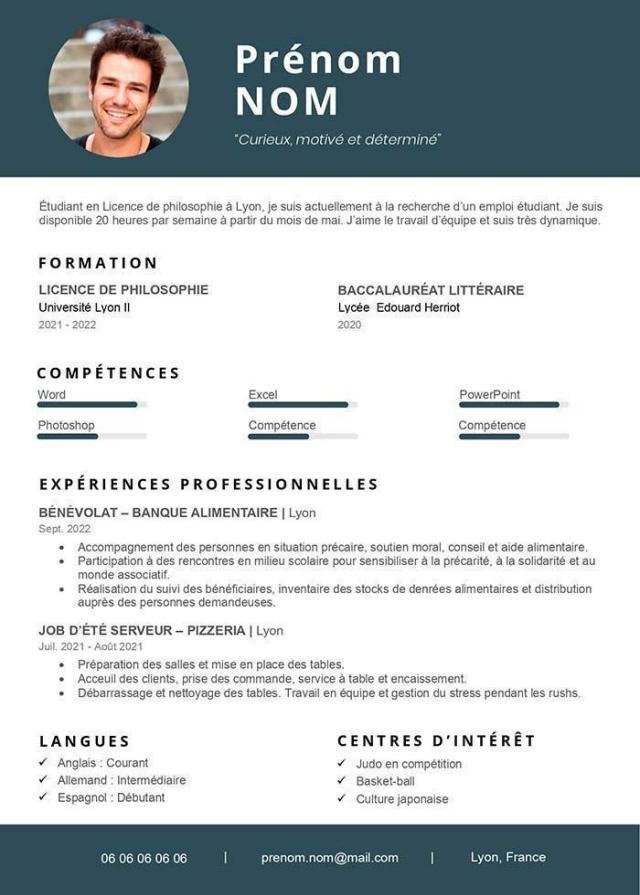 Prénom
NOM
“Curieux, motivé et déterminé”
Étudiant en Licence de philosophie à Lyon, je suis actuellement à la recherche d’un emploi étudiant. Je suis
disponible 20 heures par semaine à partir du mois de mai. J’aime le travail d’équipe et suis très dynamique.
FORMATION
LICENCE DE PHILOSOPHIE
Université Lyon II
2021 - 2022
BACCALAURÉAT LITTÉRAIRE
Lycée Edouard Herriot
2020
COMPÉTENCES
Word
Excel
PowerPoint
Photoshop
Compétence
Compétence
EXPÉRIENCES PROFESSIONNELLES
BÉNÉVOLAT – BANQUE ALIMENTAIRE | Lyon
Sept. 2022
• Accompagnement des personnes en situation précaire, soutien moral, conseil et aide alimentaire.
• Participation à des rencontres en milieu scolaire pour sensibiliser à la précarité, à la solidarité et au
monde associatif.
• Réalisation du suivi des bénéficiaires, inventaire des stocks de denrées alimentaires et distribution
auprès des personnes demandeuses.
JOB D’ÉTÉ SERVEUR – PIZZERIA | Lyon
Juil. 2021 - Août 2021
• Préparation des salles et mise en place des tables.
• Acceuil des clients, prise des commande, service à table et encaissement.
• Débarrassage et nettoyage des tables. Travail en équipe et gestion du stress pendant les rushs.
LANGUES
✓ Anglais : Courant
✓ Allemand : Intermédiaire
✓ Espagnol : Débutant
CENTRES D’INTÉRÊT
✓ Judo en compétition
✓ Basket-ball
✓ Culture japonaise
06 06 06 06 06 | prenom.nom@mail.com | Lyon, France